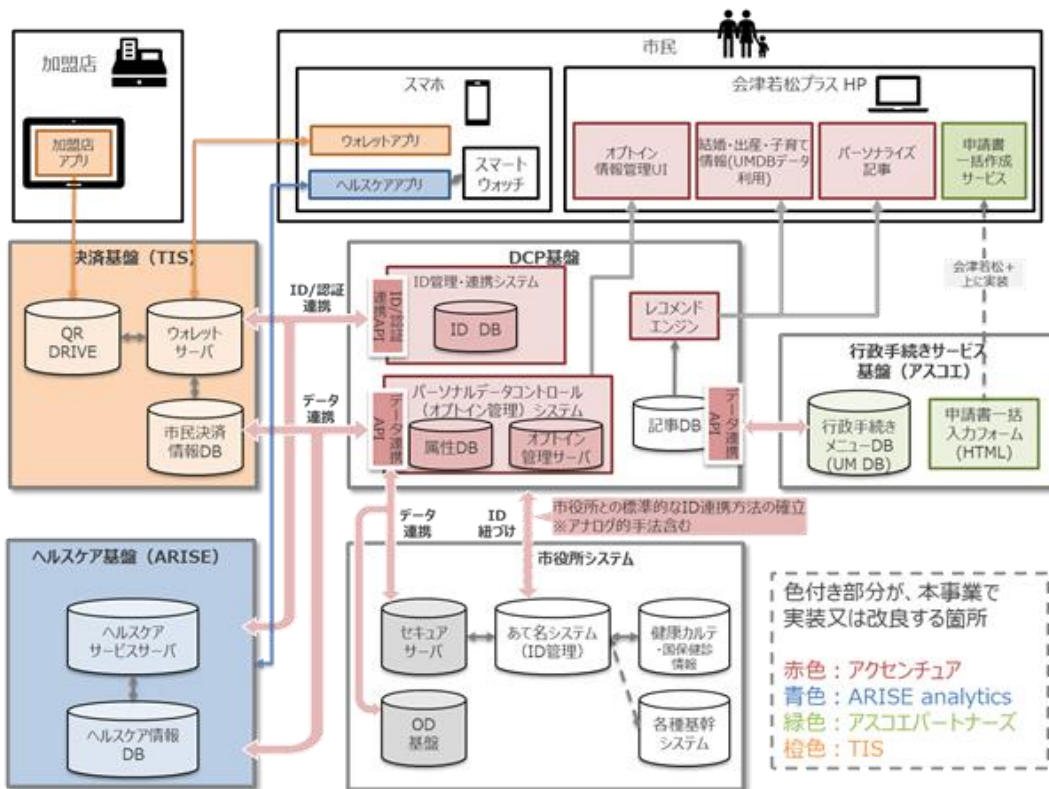 加盟店
加盟店
アプリ
市民
スマホ
ウォレットアプリ
ヘルスケアアプリ
スマート
ウォッチ
会津若松プラス HP
オプトイン
情報管理UI
結婚・出産・子育て
情報(UMDBデータ
利用)
パーソナライズ
記事
申請書
一括作成
サービス
決済基盤（TIS）
QR
DRIVE
ウォレット
サーバ
市民決済
情報DB
ID/認証
連携
データ
連携
DCP基盤
ID/認証
連携API
ID管理・連携システム
ID DB
データ連携
API
パーソナルデータコントロール
（オプトイン管理）システム
属性DB
オプトイン
管理サーバ
レコメンド
エンジン
記事DB
データ連携
API
会津若松＋
上に実装
行政手続きサービス
基盤（アスコエ）
行政手続き
メニューDB
(UM DB)
申請書一括
入力フォーム
(HTML)
データ
連携
ID
紐づけ
市役所との標準的なID連携方法の確立
※アナログ的手法含む
ヘルスケア基盤（ARISE）
ヘルスケア
サービスサーバ
ヘルスケア情報
DB
市役所システム
セキュア
サーバ
あて名システム
（ID管理）
健康カルテ
・国保健診
情報
OD
基盤
各種基幹
システム
色付き部分が、本事業で
実装又は改良する箇所
赤色：アクセンチュア
青色：ARISE analytics
緑色：アスコエパートナーズ
橙色：TIS